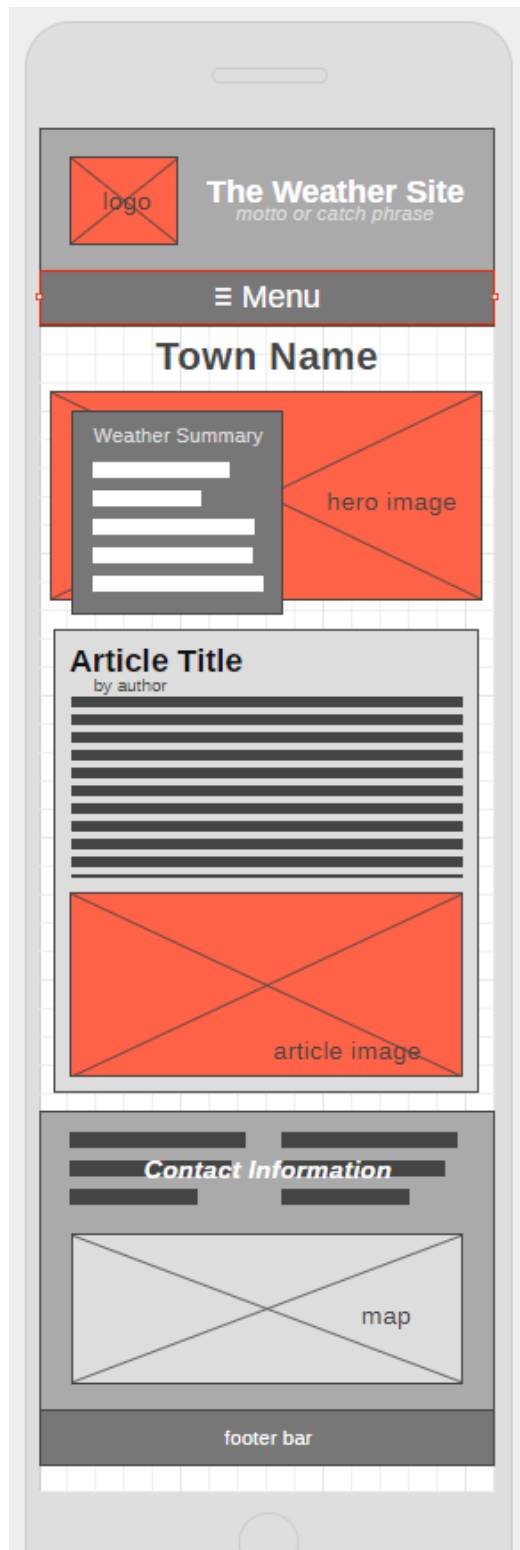 logo
The Weather Site
motto or catch phrase
☰ Menu
Town Name
Weather Summary
hero image
Article Title
by author
article image
Contact Information
map
footer bar